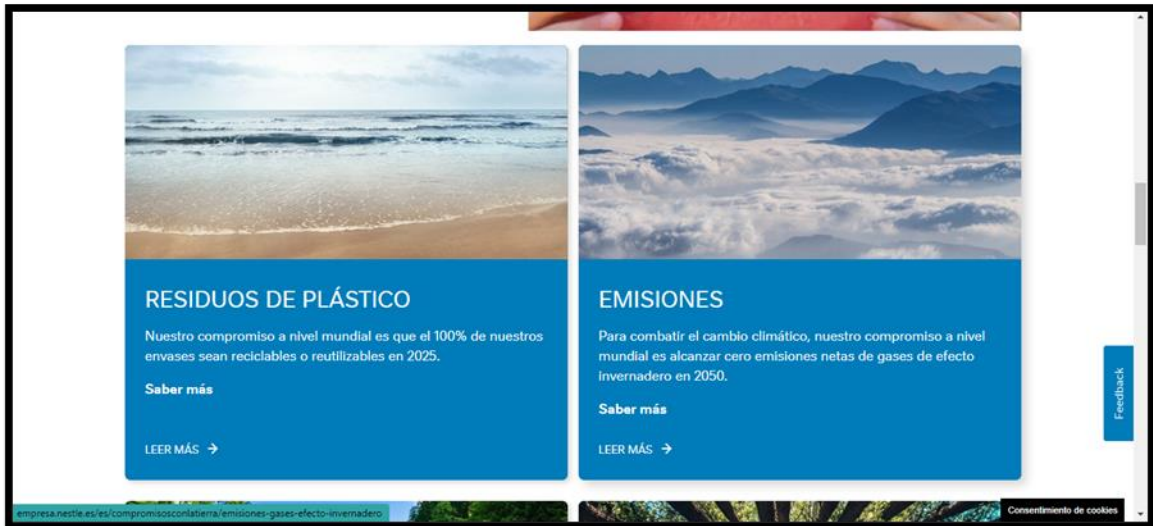 RESIDUOS DE PLÁSTICO
Nuestro compromiso a nivel mundial es que el 100% de nuestros
envases sean reciclables o reutilizables en 2025.
Saber más
LEER MÁS →
EMISIONES
Para combatir el cambio climático, nuestro compromiso a nivel
mundial es alcanzar cero emisiones netas de gases de efecto
invernadero en 2050.
Saber más
LEER MÁS →
Feedback
empresa.nestle.es/es/compromisosconlatierra/emisiones-gases-efecto-invernadero
Consentimiento de cookies